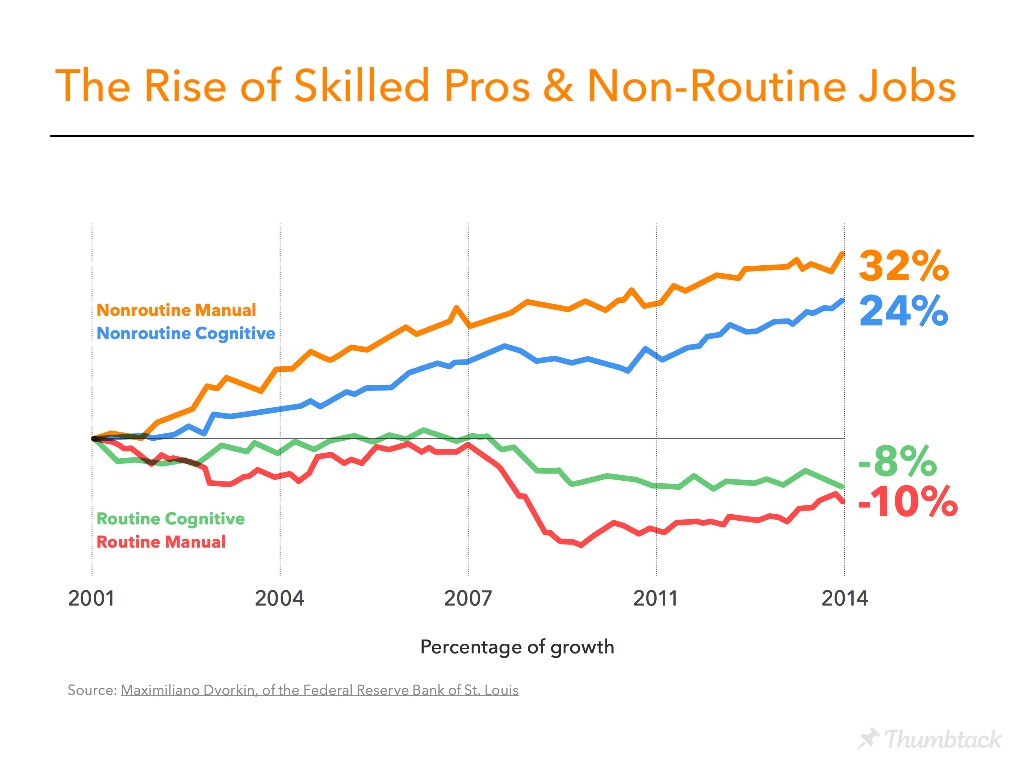 The Rise of Skilled Pros & Non-Routine Jobs
32%
24%
Nonroutine Manual
Nonroutine Cognitive
-8%
-10%
Routine Cognitive
Routine Manual
2001 2004 2007 2011 2014
Percentage of growth
Source: Maximiliano Dvorkin, of the Federal Reserve Bank of St. Louis
Thumbtack